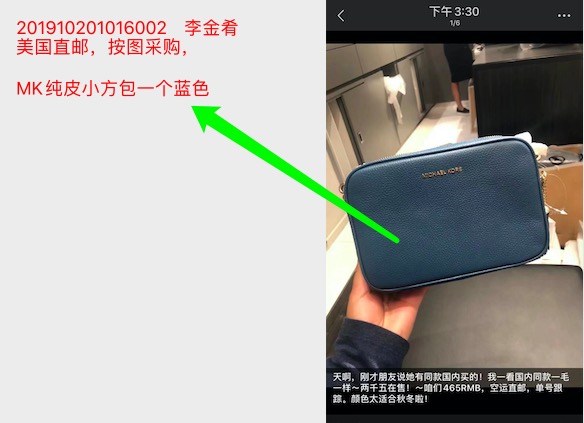 201910201016002 李金肴
美国直邮，按图采购，
MK纯皮小方包一个蓝色
下午3:30
1/6
MICHAEL KORS
天啊，刚才朋友说她有同款国内买的！我一看国内同款一毛
一样～两千五在售！～咱们465RMB，空运直邮，单号跟
踪。颜色太适合秋冬啦！